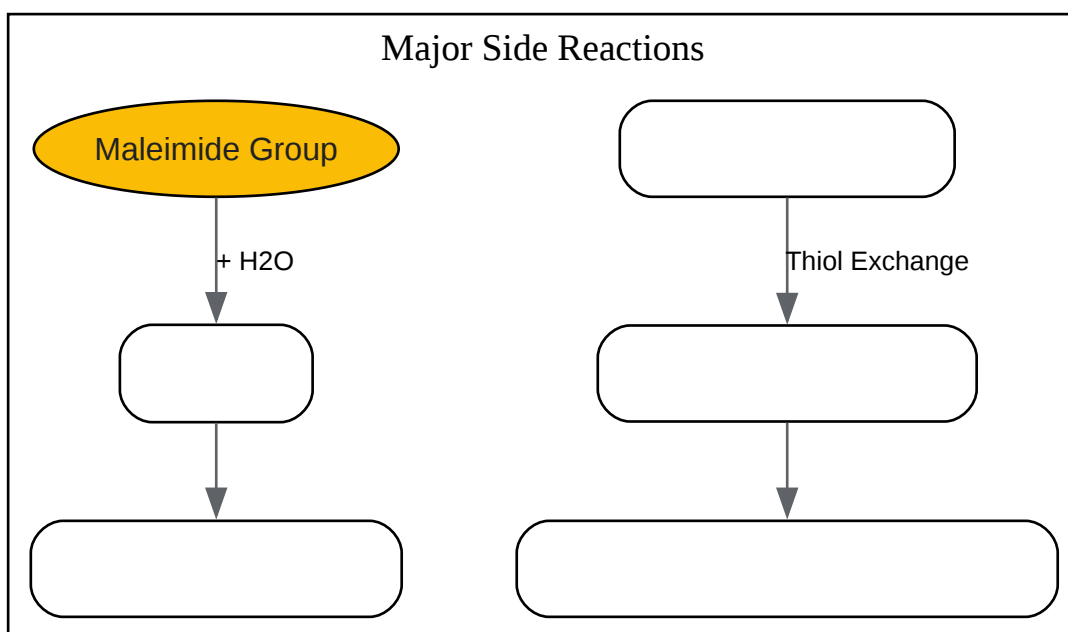 Major Side Reactions
Maleimide Group
+ H2O
Thiol Exchange